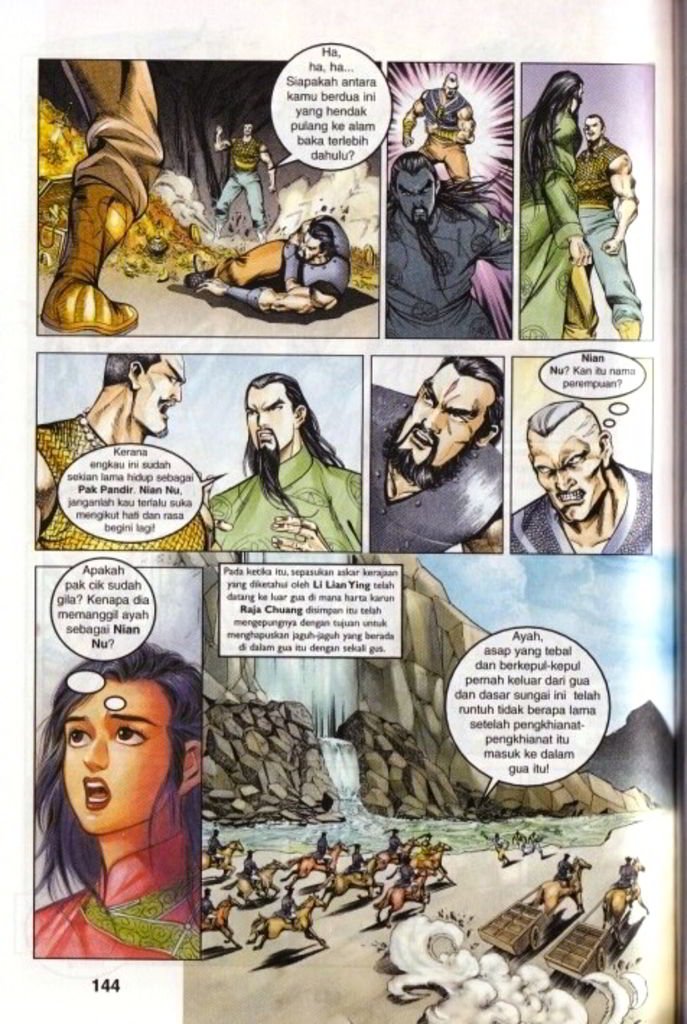 Ha,
ha, ha...
Siapakah antara
kamu berdua ini
yang hendak
pulang ke alam
baka terlebih
dahulu?
Kerana
engkau ini sudah
sekian lama hidup sebagai
Pak Pandir. Nian Nu,
janganlah kau terlalu sangat
mengikut hati dan rasa
begini lagi!
Nian
Nu? Kan itu nama
perempuan?
Apakah
pak cik sudah
gila? Kenapa dia
memanggil ayah
sebagai Nian
Nu?
Pada ketika itu, sepasukan askar kerajaan
yang diketuai oleh Li Lian Ying telah
datang ke luar gua di mana harta karun
Raja Chuang disimpan itu telah
mengepungnya dengan tujuan untuk
menghapuskan jaguh-jaguh yang berada
di dalam gua itu dengan sekali gus.
Ayah,
asap yang tebal
dan berkepul-kepul
pernah keluar dari gua
dan dasar sungai ini telah
runtuh tidak berapa lama
setelah pengkhianat-
pengkhianat itu
masuk ke dalam
gua itu!
144